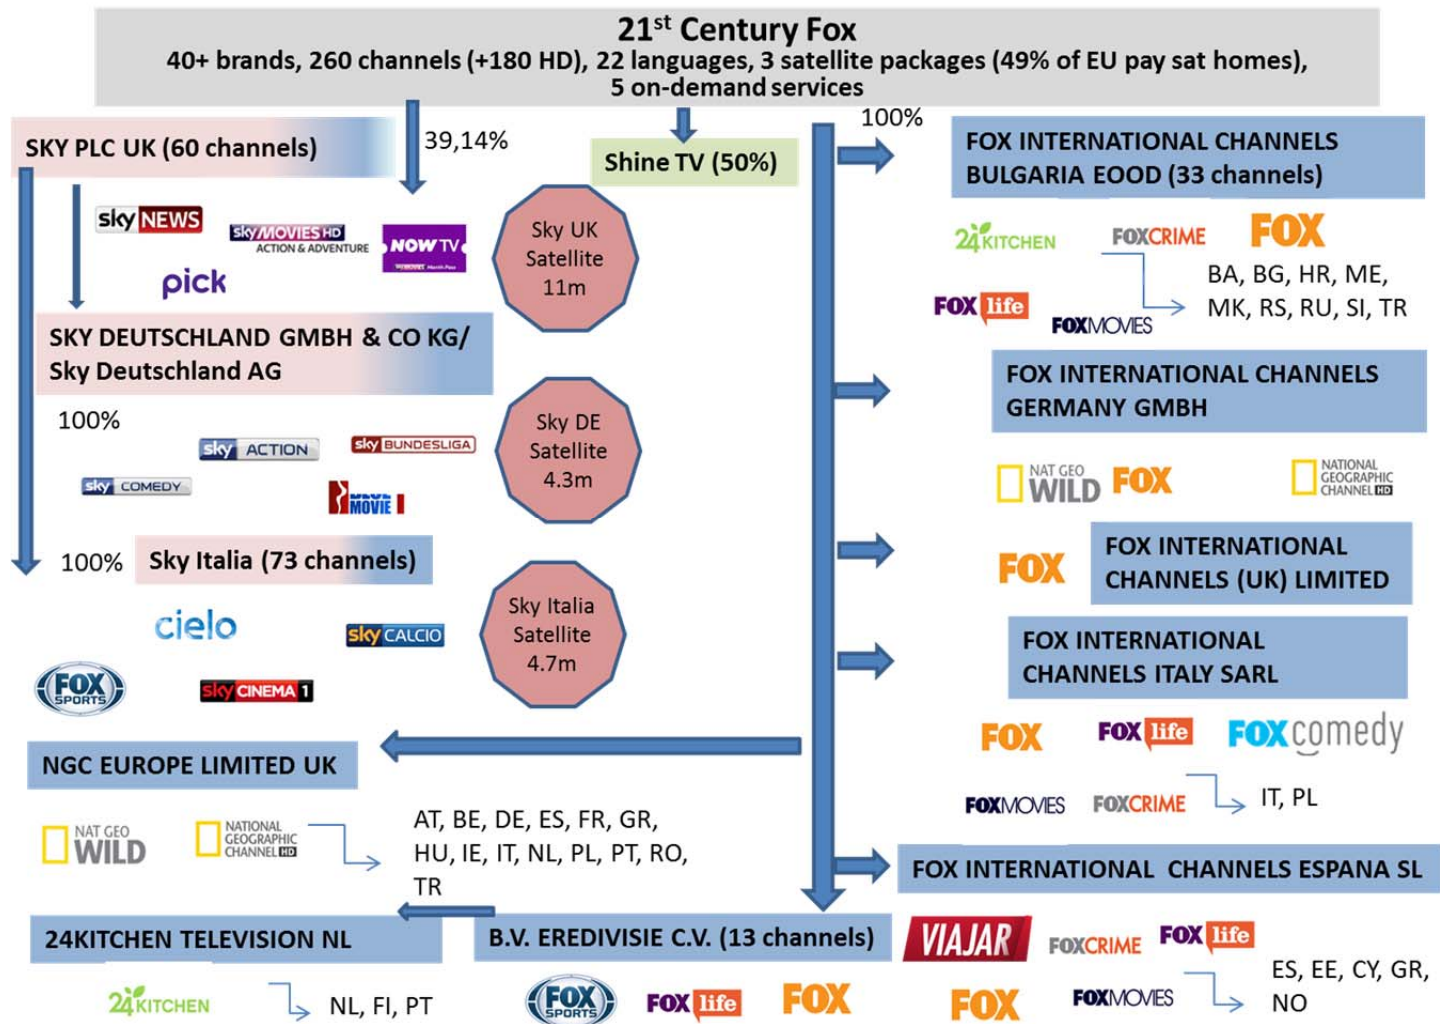 21st Century Fox
40+ brands, 260 channels (+180 HD), 22 languages, 3 satellite packages (49% of EU pay sat homes),
5 on-demand services
39,14%
100%
SKY PLC UK (60 channels)
Shine TV (50%)
sky NEWS
sky MOVIES HD
ACTION & ADVENTURE
NOW TV
Month Pass
pick
Sky UK
Satellite
11m
SKY DEUTSCHLAND GMBH & CO KG/
Sky Deutschland AG
100%
sky ACTION
sky BUNDESLIGA
sky COMEDY
MOVIE
Sky DE
Satellite
4.3m
100%
Sky Italia (73 channels)
cielo
sky CALCIO
FOX
SPORTS
sky CINEMA 1
Sky Italia
Satellite
4.7m
NGC EUROPE LIMITED UK
NAT GEO
WILD
NATIONAL
GEOGRAPHIC
CHANNEL HD
AT, BE, DE, ES, FR, GR,
HU, IE, IT, NL, PL, PT, RO,
TR
24KITCHEN TELEVISION NL
24KITCHEN
NL, FI, PT
B.V. EREDIVISIE C.V. (13 channels)
FOX
SPORTS
FOX life
FOX
FOX INTERNATIONAL CHANNELS
BULGARIA EOOD (33 channels)
24KITCHEN
FOXCRIME
FOX
FOX life
FOXMOVIES
BA, BG, HR, ME,
MK, RS, RU, SI, TR
FOX INTERNATIONAL CHANNELS
GERMANY GMBH
NAT GEO
WILD
FOX
NATIONAL
GEOGRAPHIC
CHANNEL HD
FOX INTERNATIONAL
CHANNELS (UK) LIMITED
FOX
FOX INTERNATIONAL
CHANNELS ITALY SARL
FOX
FOX life
FOX comedy
FOXMOVIES
FOXCRIME
IT, PL
FOX INTERNATIONAL CHANNELS ESPANA SL
VIAJAR
FOXCRIME
FOX life
FOX
FOXMOVIES
ES, EE, CY, GR,
NO